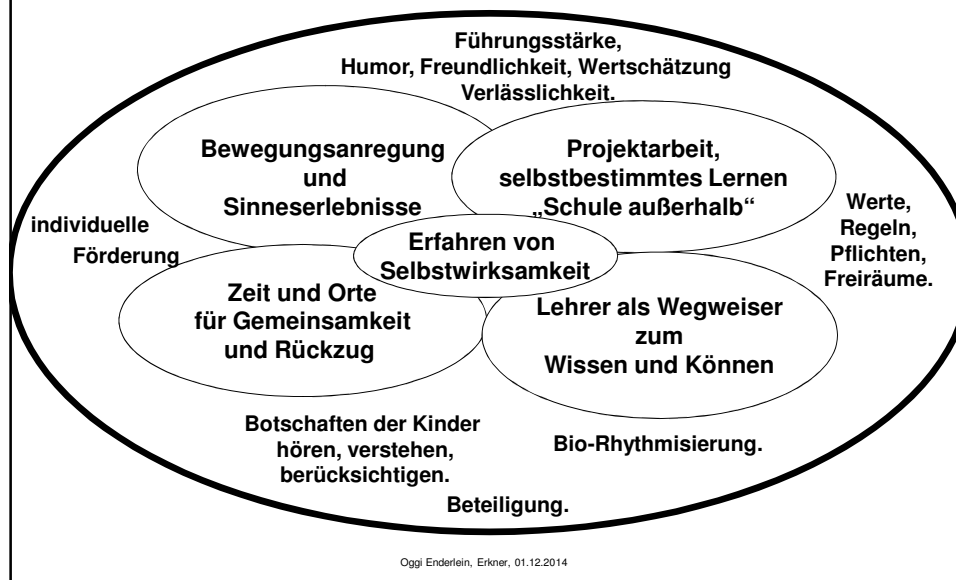 Führungsstärke,
Humor, Freundlichkeit, Wertschätzung
Verlässlichkeit.
Bewegungsanregung
und
Sinneserlebnisse
Projektarbeit,
selbstbestimmtes Lernen
„Schule außerhalb“
individuelle
Förderung
Werte,
Regeln,
Pflichten,
Freiräume.
Erfahren von
Selbstwirksamkeit
Zeit und Orte
für Gemeinsamkeit
und Rückzug
Lehrer als Wegweiser
zum
Wissen und Können
Botschaften der Kinder
hören, verstehen,
berücksichtigen.
Bio-Rhythmisierung.
Beteiligung.
Oggi Enderlein, Erkner, 01.12.2014